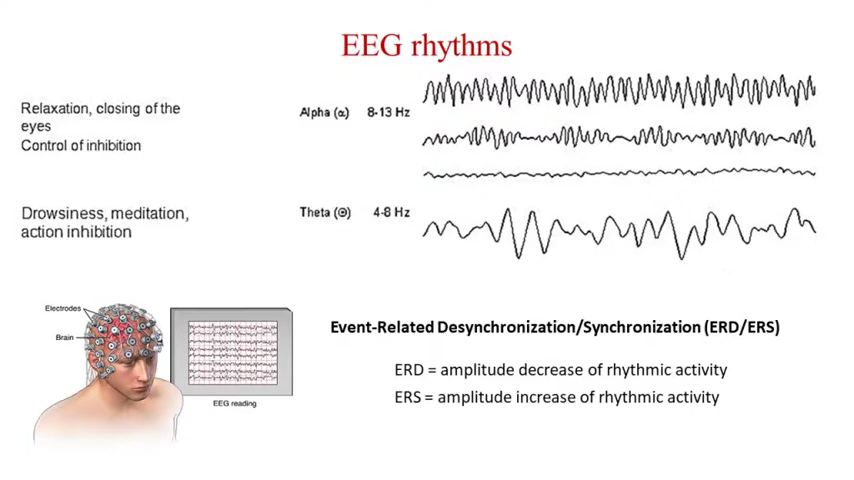 EEG rhythms
Relaxation, closing of the
eyes
Control of inhibition
Alpha (α) 8-13 Hz
Drowsiness, meditation,
action inhibition
Theta (Θ) 4-8 Hz
Electrodes
Brain
EEG reading
Event-Related Desynchronization/Synchronization (ERD/ERS)
ERD = amplitude decrease of rhythmic activity
ERS = amplitude increase of rhythmic activity